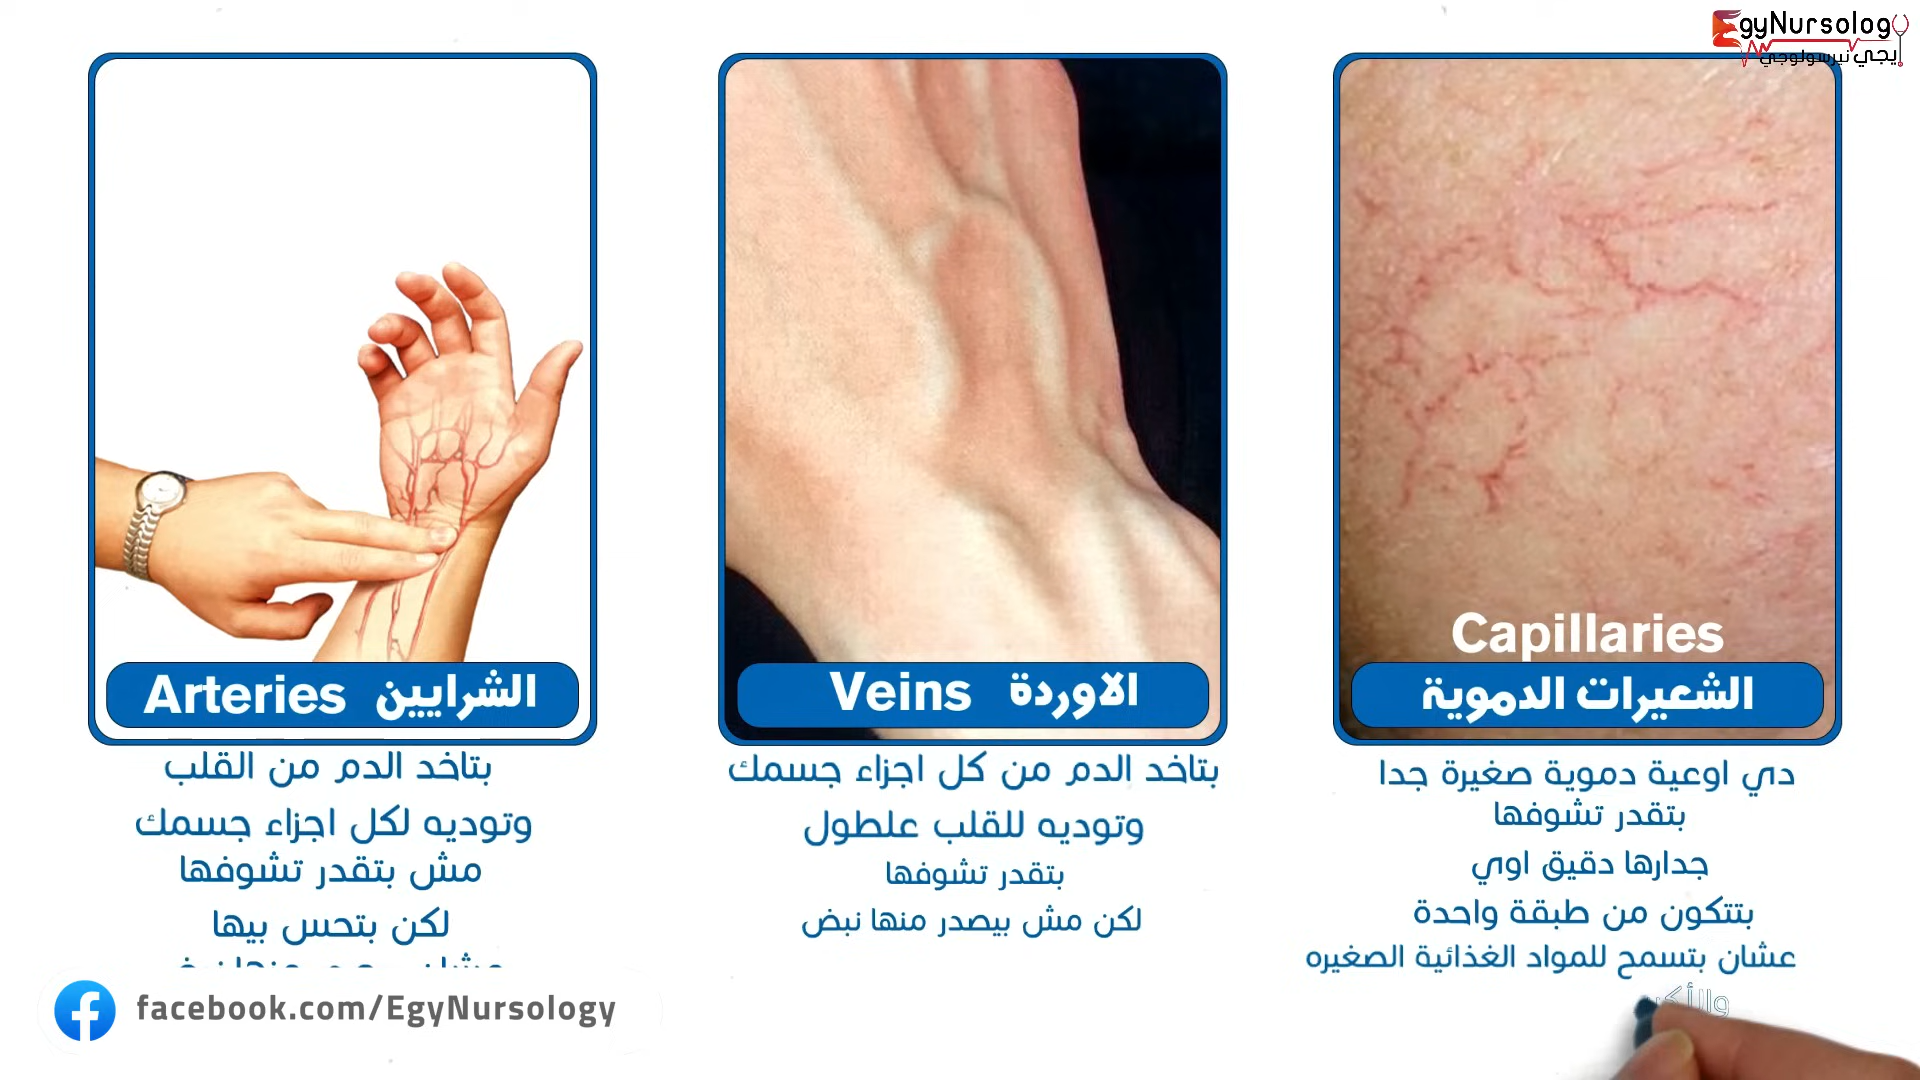 EgyNursology
إيجي نيرسولوجي
Arteries الشرايين
بتاخد الدم من القلب
وتوديه لكل اجزاء جسمك
مش بتقدر تشوفها
لكن بتحس بيها
facebook.com/EgyNursology
Veins الاوردة
بتاخد الدم من كل اجزاء جسمك
وتوديه للقلب علطول
بتقدر تشوفها
لكن مش بيصدر منها نبض
Capillaries
الشعيرات الدموية
دي اوعية دموية صغيرة جدا
بتقدر تشوفها
جدارها دقيق اوي
بتتكون من طبقة واحدة
عشان بتسمح للمواد الغذائية الصغيره